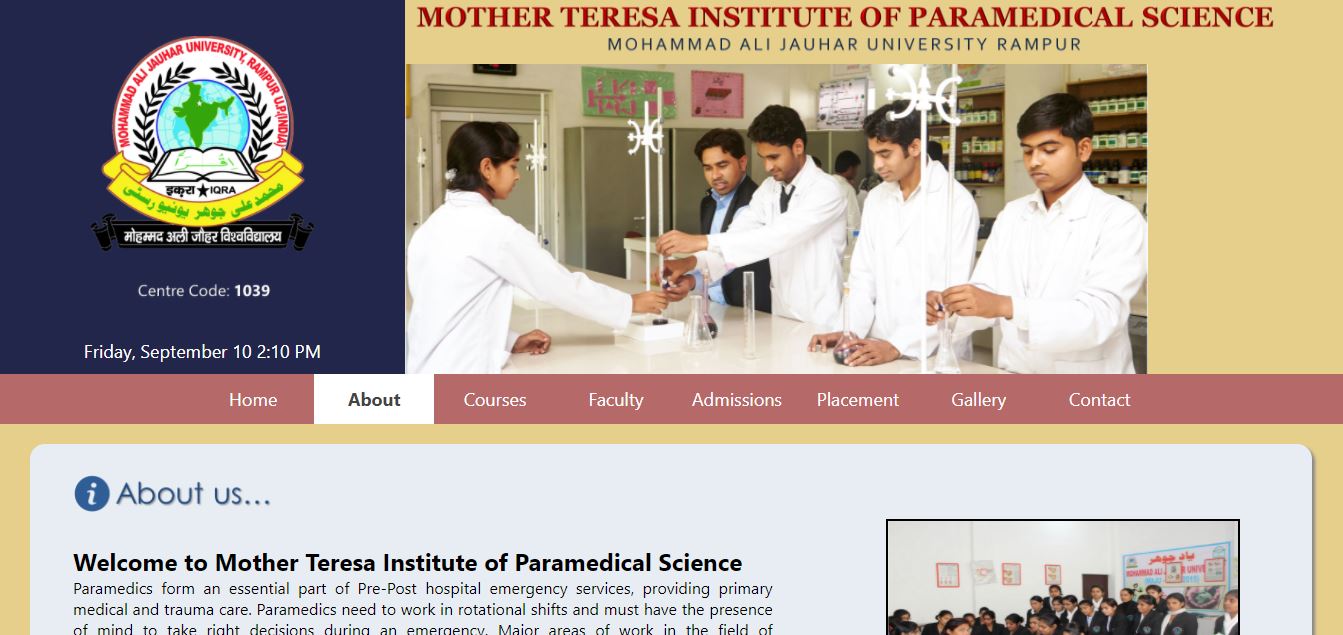 MOTHER TERESA INSTITUTE OF PARAMEDICAL SCIENCE
MOHAMMAD ALI JAUHAR UNIVERSITY RAMPUR
MOHAMMAD ALI JAUHAR UNIVERSITY, RAMPUR U.P.(INDIA)
इक़रा ★ IQRA
محمد علی جوہر یونیورسٹی
मोहम्मद अली जौहर विश्वविद्यालय
Centre Code: 1039
Friday, September 10 2:10 PM
Home About Courses Faculty Admissions Placement Gallery Contact
i About us...
Welcome to Mother Teresa Institute of Paramedical Science
Paramedics form an essential part of Pre-Post hospital emergency services, providing primary
medical and trauma care. Paramedics need to work in rotational shifts and must have the presence
of mind to take right decisions during an emergency. Major areas of work in the field of
یاد جوہر